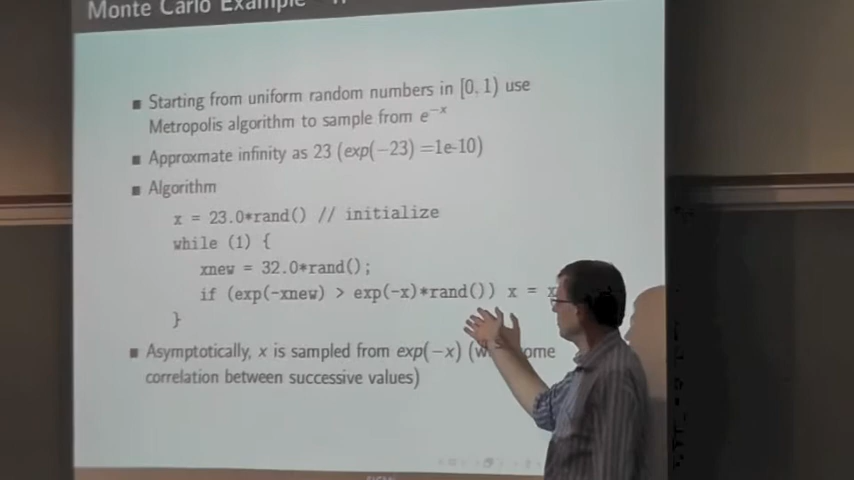 Monte Carlo Example
Starting from uniform random numbers in [0, 1) use
Metropolis algorithm to sample from e^{-x}
Approxmate infinity as 23 (exp(−23) =1e-10)
Algorithm
x = 23.0*rand() // initialize
while (1) {
xnew = 32.0*rand();
if (exp(-xnew) > exp(-x)*rand()) x =
}
Asymptotically, x is sampled from exp(−x) (
correlation between successive values)